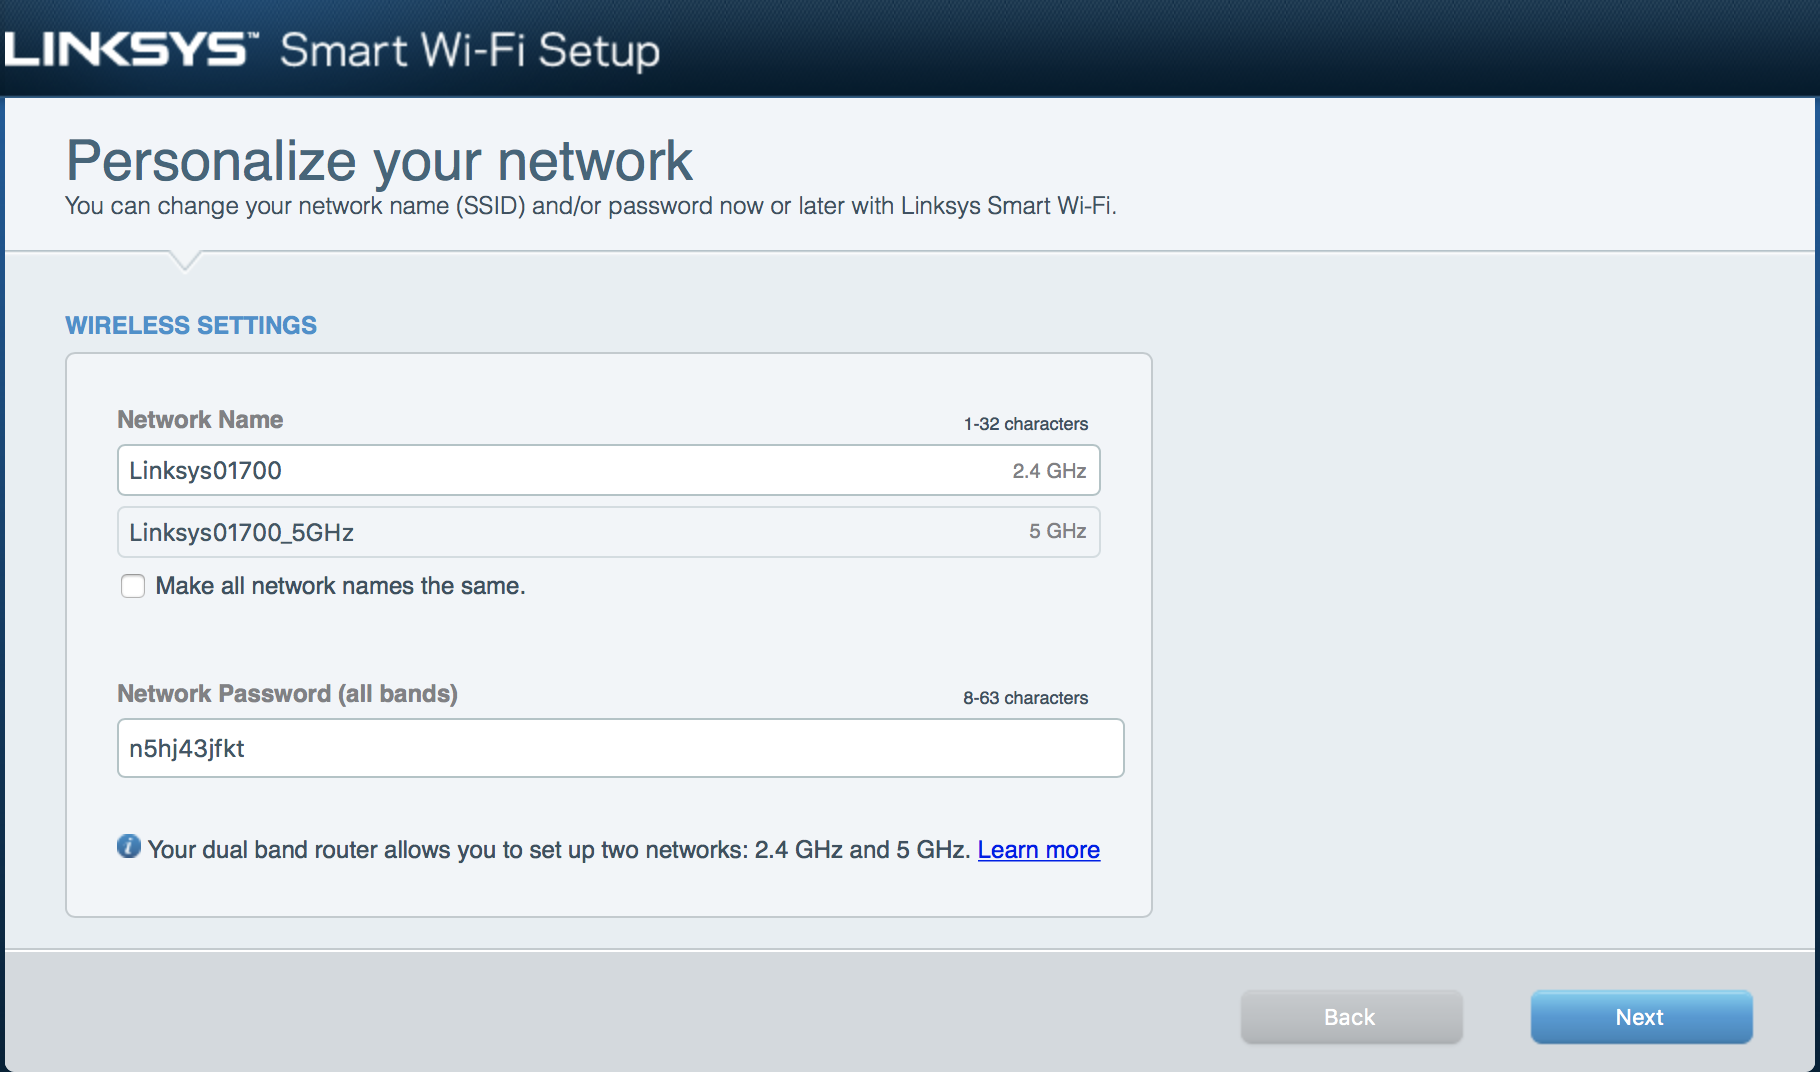 LINKSYS™ Smart Wi-Fi Setup
Personalize your network
You can change your network name (SSID) and/or password now or later with Linksys Smart Wi-Fi.
WIRELESS SETTINGS
Network Name 1-32 characters
Linksys01700 2.4 GHz
Linksys01700_5GHz 5 GHz
Make all network names the same.
Network Password (all bands) 8-63 characters
n5hj43jfkt
i Your dual band router allows you to set up two networks: 2.4 GHz and 5 GHz. Learn more
Back Next